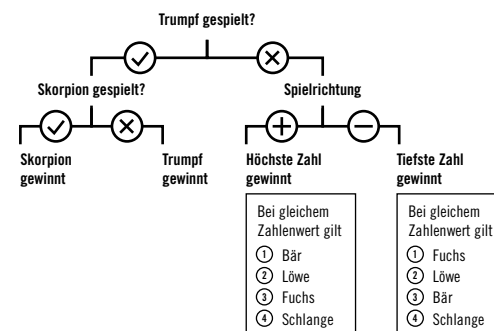 Trumpf gespielt?
Skorpion gespielt?
Spielrichtung
Skorpion
gewinnt
Trumpf
gewinnt
Höchste Zahl
gewinnt
Tiefste Zahl
gewinnt
Bei gleichem
Zahlenwert gilt
1 Bär
2 Löwe
3 Fuchs
4 Schlange
Bei gleichem
Zahlenwert gilt
1 Fuchs
2 Löwe
3 Bär
4 Schlange